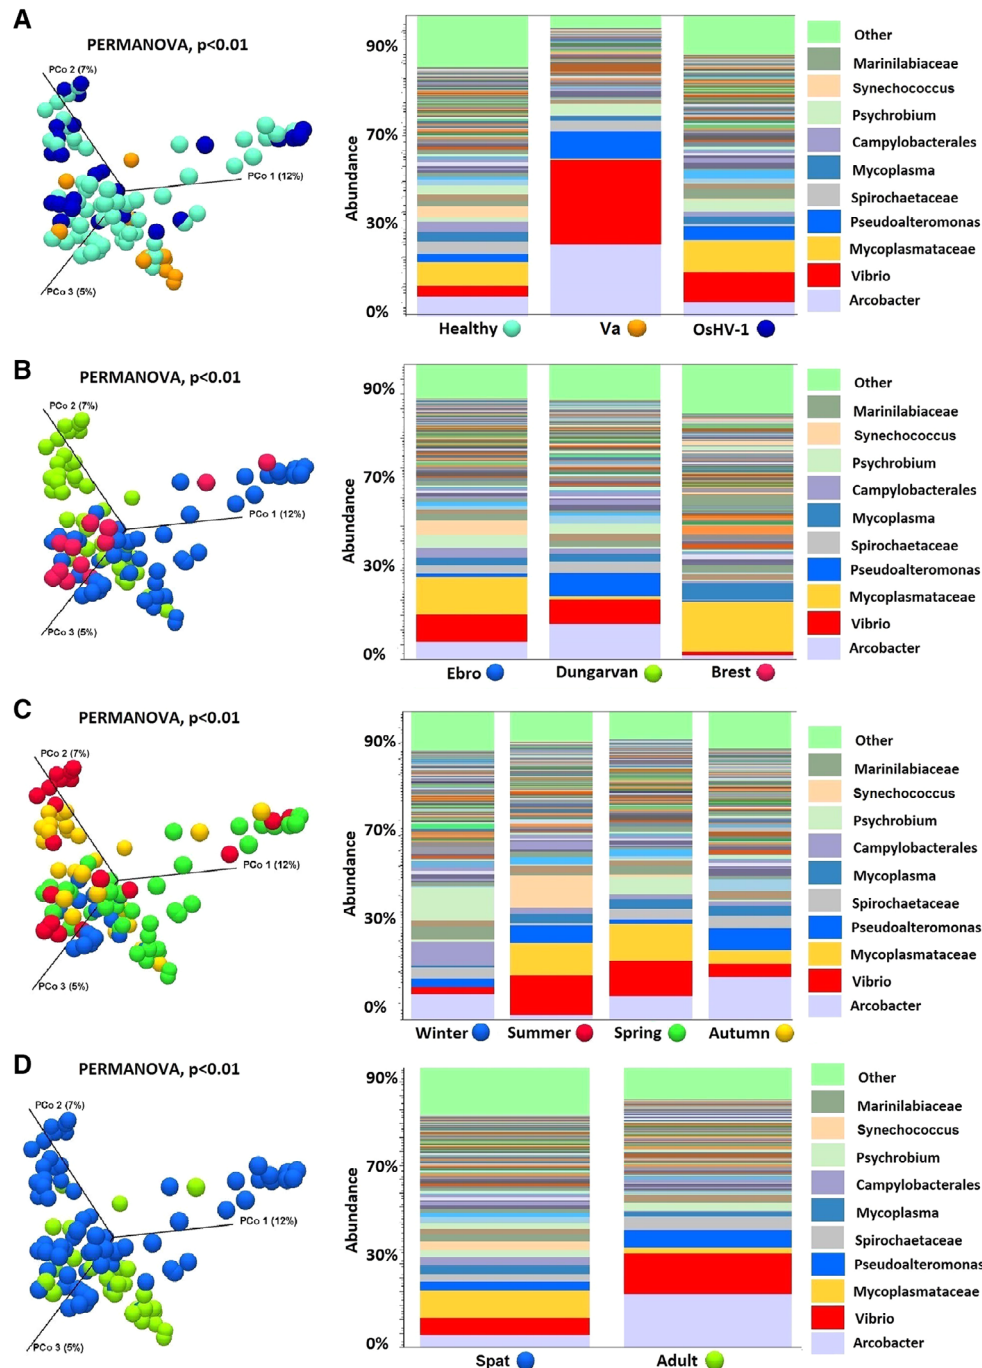 A
PERMANOVA, p<0.01
PCo 2 (7%)
PCo 1 (12%)
PCo 3 (5%)
Abundance
90%
70%
30%
0%
Healthy
Va
OsHV-1
Other
Marinilabiaceae
Synechococcus
Psychrobium
Campylobacterales
Mycoplasma
Spirochaetaceae
Pseudoalteromonas
Mycoplasmataceae
Vibrio
Arcobacter
B
PERMANOVA, p<0.01
PCo 2 (7%)
PCo 1 (12%)
PCo 3 (5%)
Abundance
90%
70%
30%
0%
Ebro
Dungarvan
Brest
Other
Marinilabiaceae
Synechococcus
Psychrobium
Campylobacterales
Mycoplasma
Spirochaetaceae
Pseudoalteromonas
Mycoplasmataceae
Vibrio
Arcobacter
C
PERMANOVA, p<0.01
PCo 2 (7%)
PCo 1 (12%)
PCo 3 (5%)
Abundance
90%
70%
30%
0%
Winter
Summer
Spring
Autumn
Other
Marinilabiaceae
Synechococcus
Psychrobium
Campylobacterales
Mycoplasma
Spirochaetaceae
Pseudoalteromonas
Mycoplasmataceae
Vibrio
Arcobacter
D
PERMANOVA, p<0.01
PCo 2 (7%)
PCo 1 (12%)
PCo 3 (5%)
Abundance
90%
70%
30%
0%
Spat
Adult
Other
Marinilabiaceae
Synechococcus
Psychrobium
Campylobacterales
Mycoplasma
Spirochaetaceae
Pseudoalteromonas
Mycoplasmataceae
Vibrio
Arcobacter